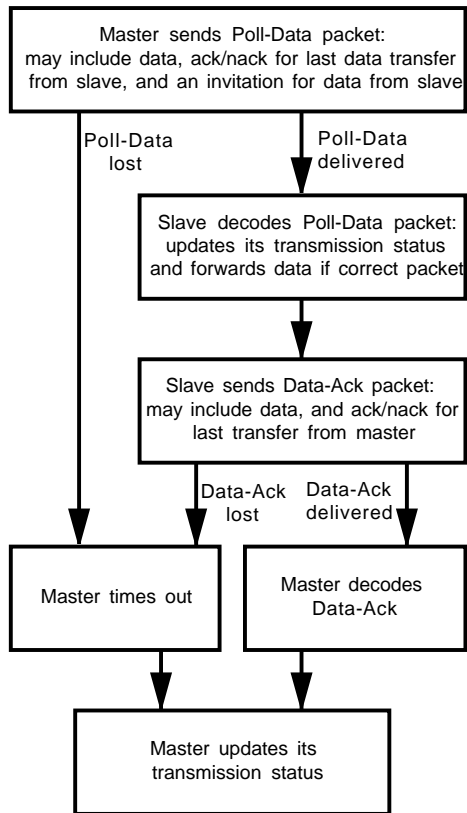 Master sends Poll-Data packet:
may include data, ack/nack for last data transfer
from slave, and an invitation for data from slave
Poll-Data
lost
Poll-Data
delivered
Slave decodes Poll-Data packet:
updates its transmission status
and forwards data if correct packet
Slave sends Data-Ack packet:
may include data, and ack/nack for
last transfer from master
Data-Ack
lost
Data-Ack
delivered
Master times out
Master decodes
Data-Ack
Master updates its
transmission status